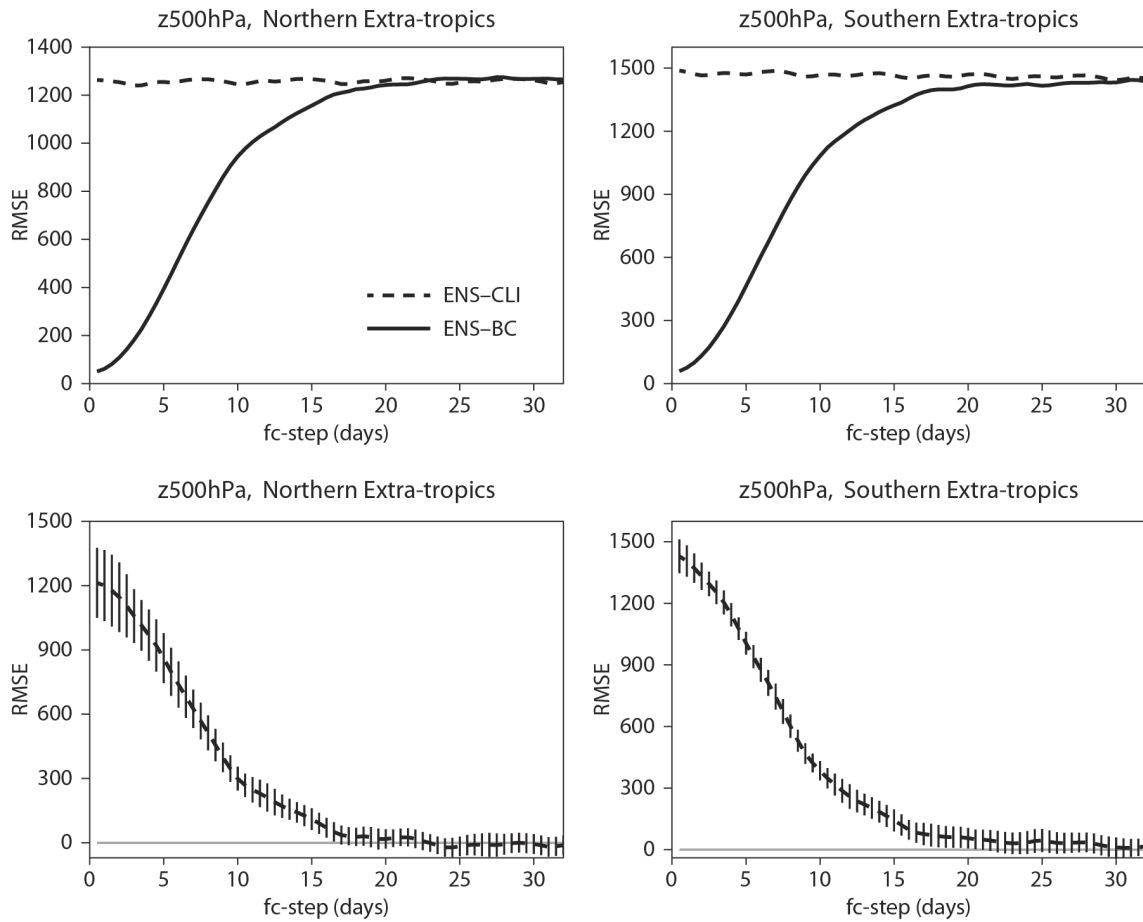 z500hPa, Northern Extra-tropics
1400
1200
1000
800
600
400
200
0
RMSE
ENS–CLI
ENS–BC
0 5 10 15 20 25 30
fc-step (days)
z500hPa, Southern Extra-tropics
1500
1200
900
600
300
0
RMSE
0 5 10 15 20 25 30
fc-step (days)
z500hPa, Northern Extra-tropics
1500
1200
900
600
300
0
RMSE
0 5 10 15 20 25 30
fc-step (days)
z500hPa, Southern Extra-tropics
1500
1200
900
600
300
0
RMSE
0 5 10 15 20 25 30
fc-step (days)